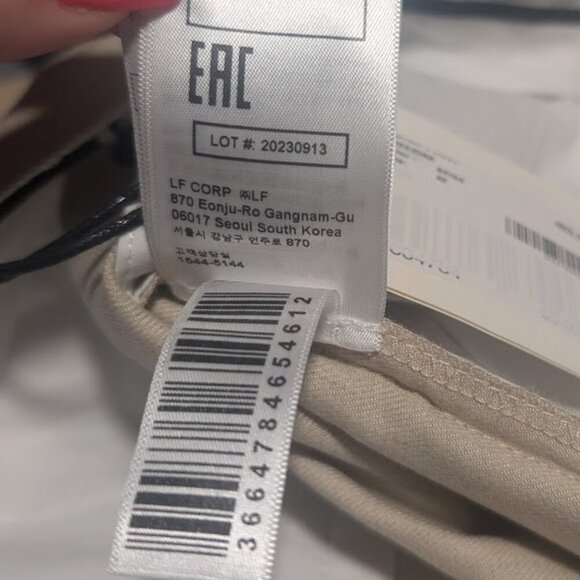 EAC
LOT #: 20230913
LF CORP ㈜LF
870 Eonju-Ro Gangnam-Gu
06017 Seoul South Korea
서울시 강남구 언주로 870
고객상담실
1544-5144
3664784654612